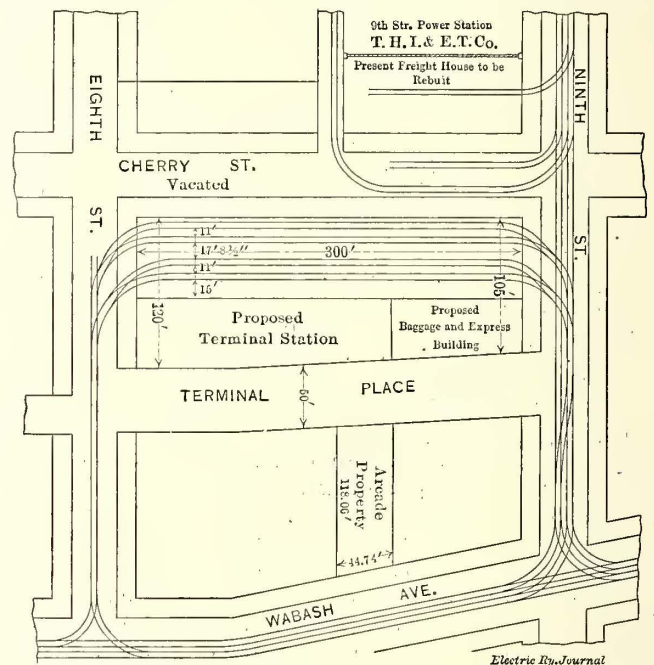 9th Str. Power Station
T. H. I. & E. T. Co.
Present Freight House to be
Rebuit
EIGHTH
ST.
NINTH
ST.
CHERRY ST.
Vacated
11'
17' 8½"
300'
11'
15'
120'
105'
Proposed
Terminal Station
Proposed
Baggage and Express
Building
TERMINAL PLACE
50'
Arcade
Property
118.06'
44.74'
WABASH AVE.
Electric Ry. Journal